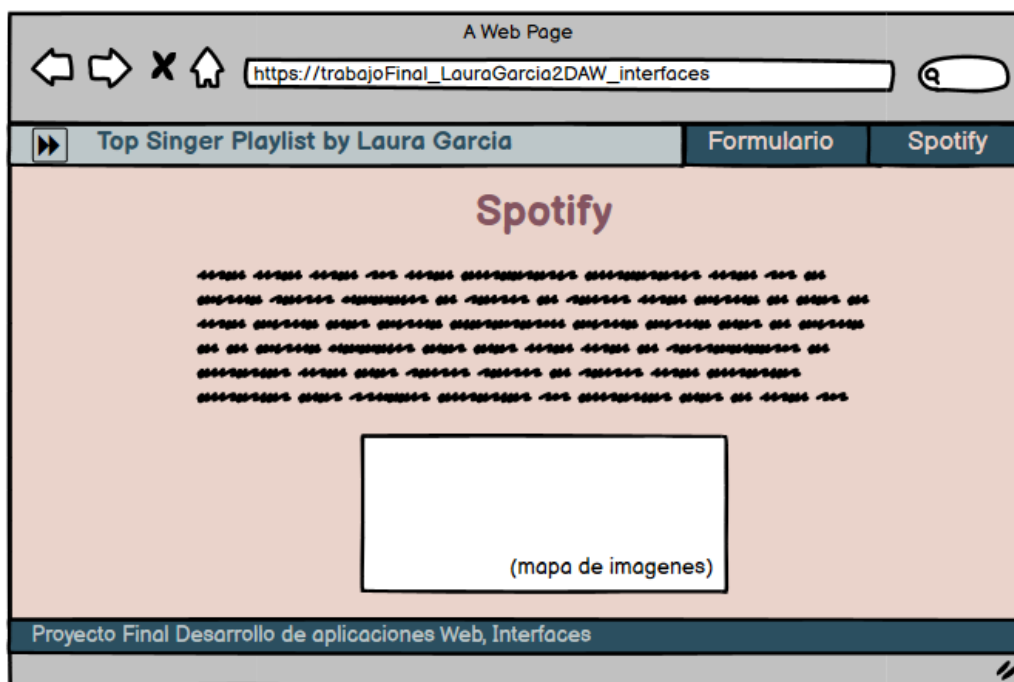 A Web Page
https://trabajoFinal_LauraGarcia2DAW_interfaces
Top Singer Playlist by Laura Garcia
Formulario
Spotify
Spotify
(mapa de imagenes)
Proyecto Final Desarrollo de aplicaciones Web, Interfaces